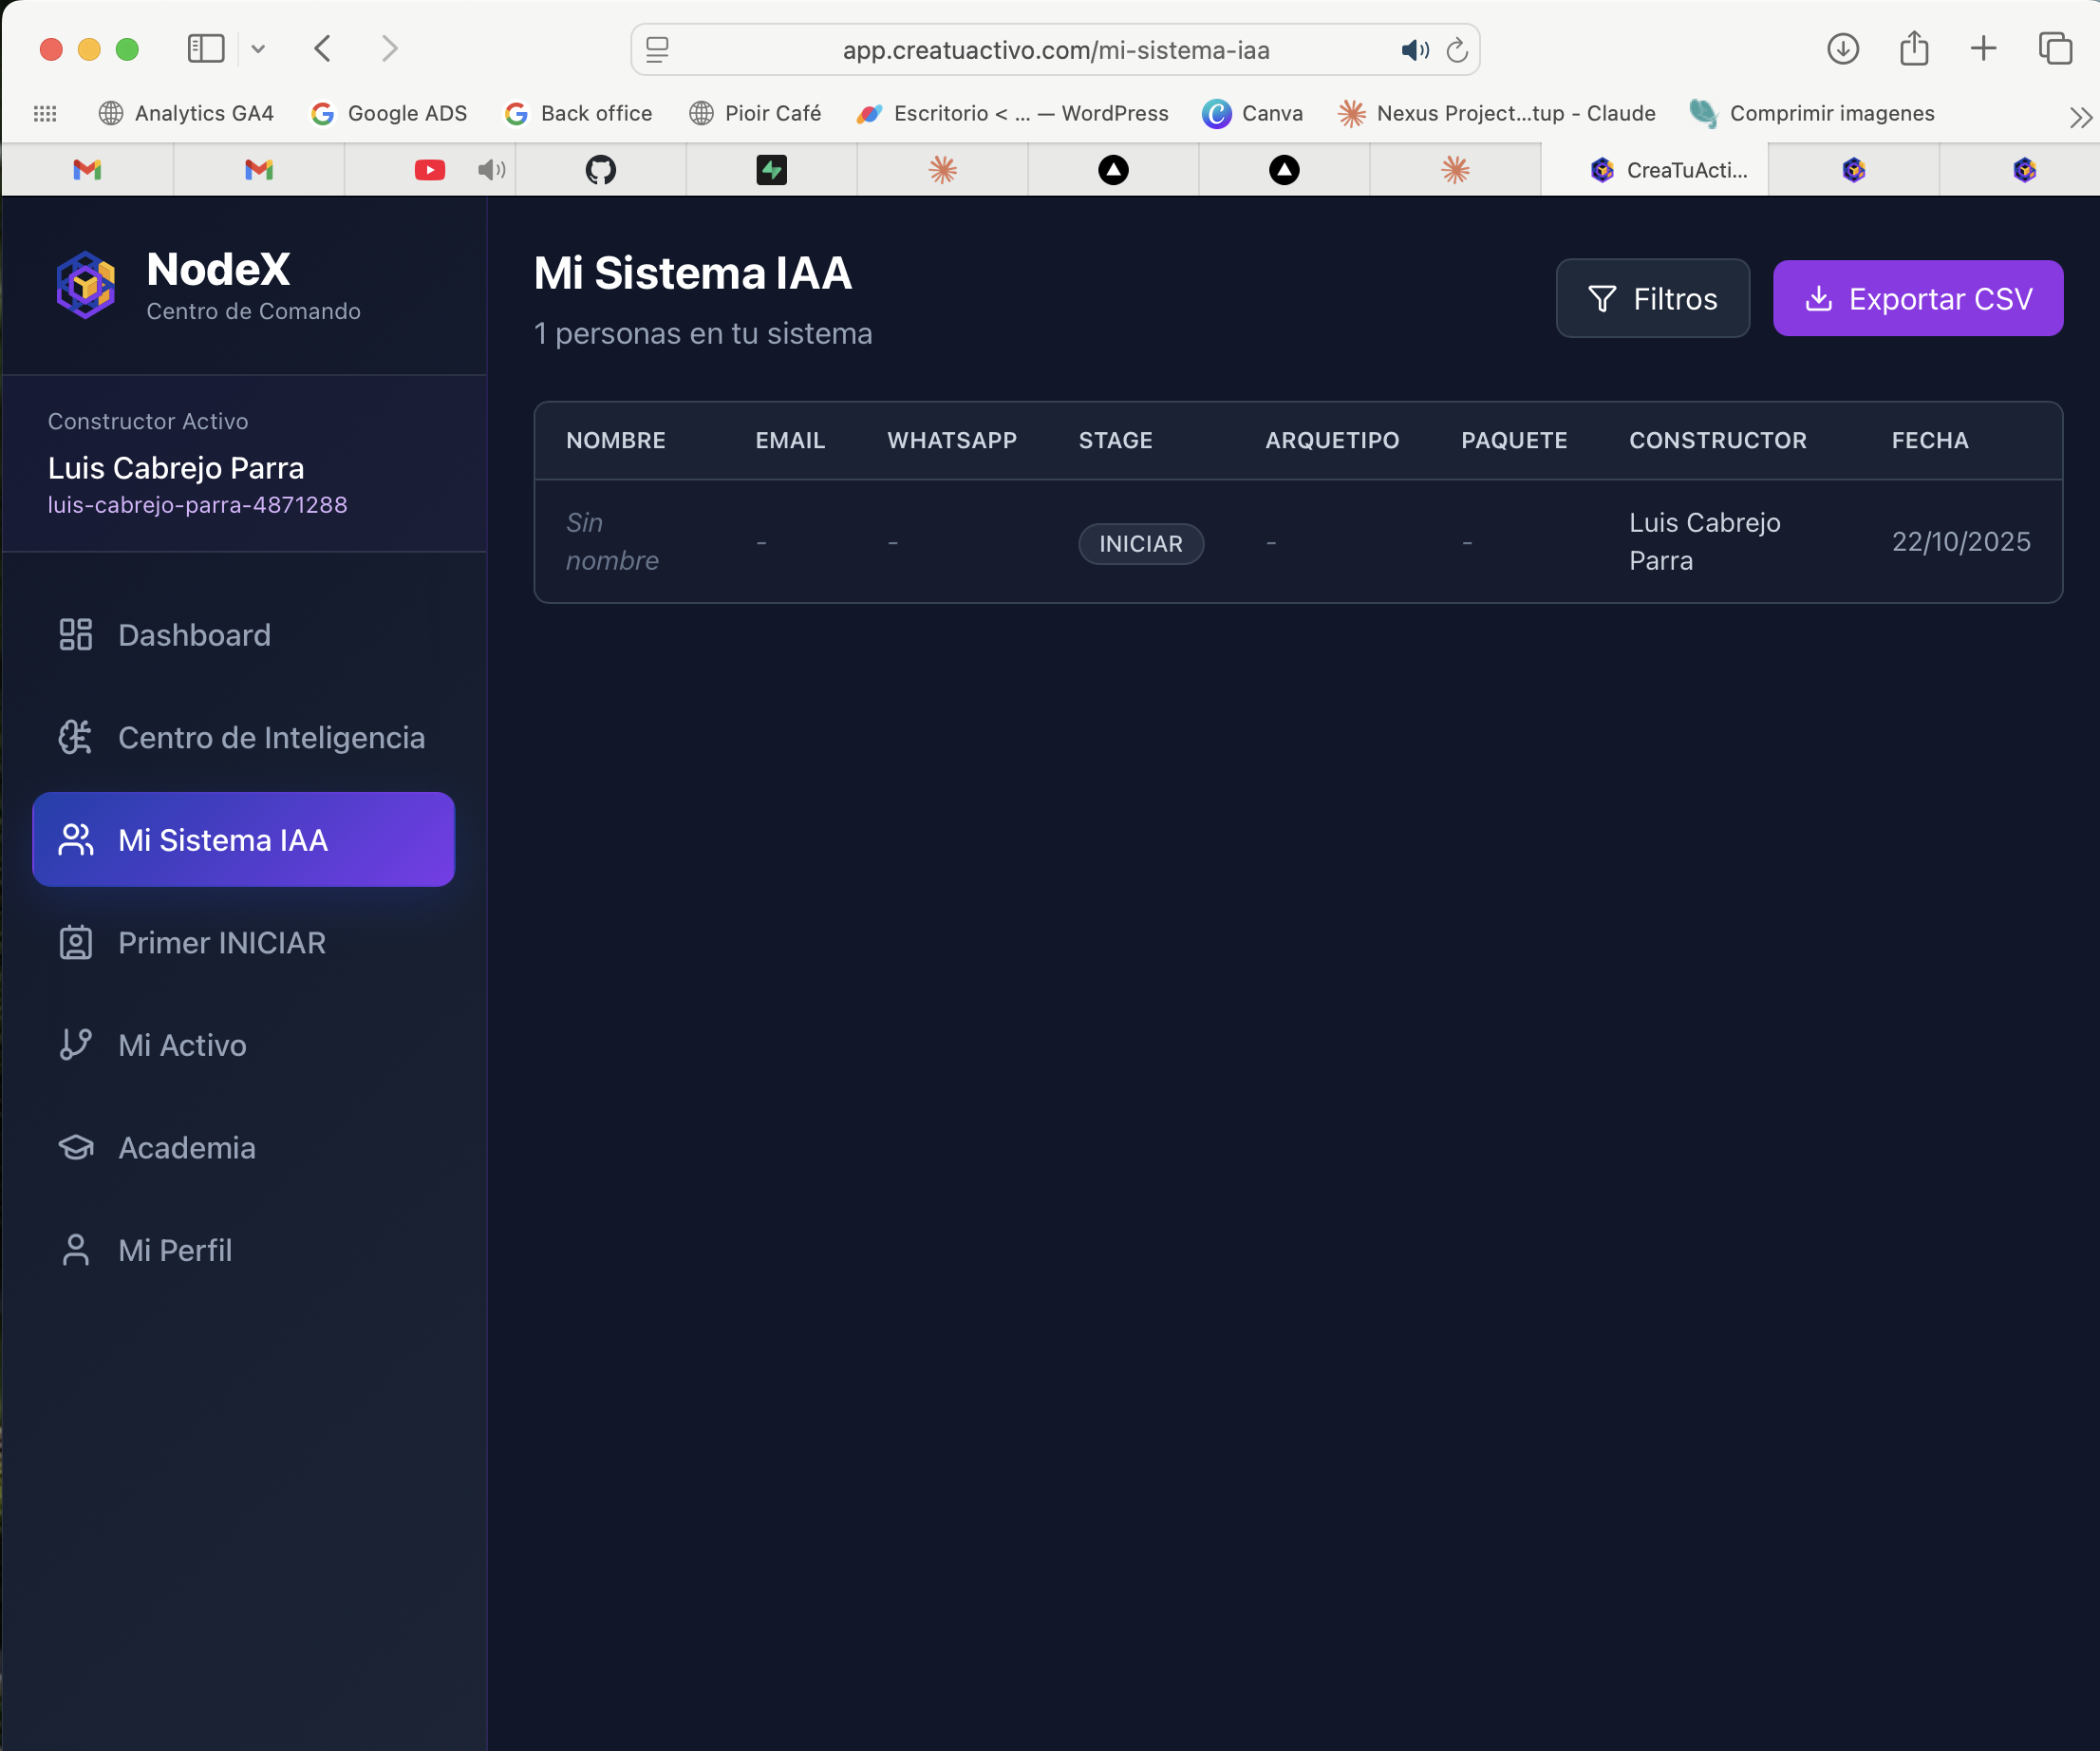 app.creatuactivo.com/mi-sistema-iaa
Analytics GA4
Google ADS
Back office
Pioir Café
Escritorio < ... — WordPress
Canva
Nexus Project...tup - Claude
Comprimir imagenes
CreaTuActi...
NodeX
Centro de Comando
Constructor Activo
Luis Cabrejo Parra
luis-cabrejo-parra-4871288
Dashboard
Centro de Inteligencia
Mi Sistema IAA
Primer INICIAR
Mi Activo
Academia
Mi Perfil
Mi Sistema IAA
1 personas en tu sistema
Filtros
Exportar CSV
NOMBRE EMAIL WHATSAPP STAGE ARQUETIPO PAQUETE CONSTRUCTOR FECHA
Sin nombre - - INICIAR - - Luis Cabrejo Parra 22/10/2025